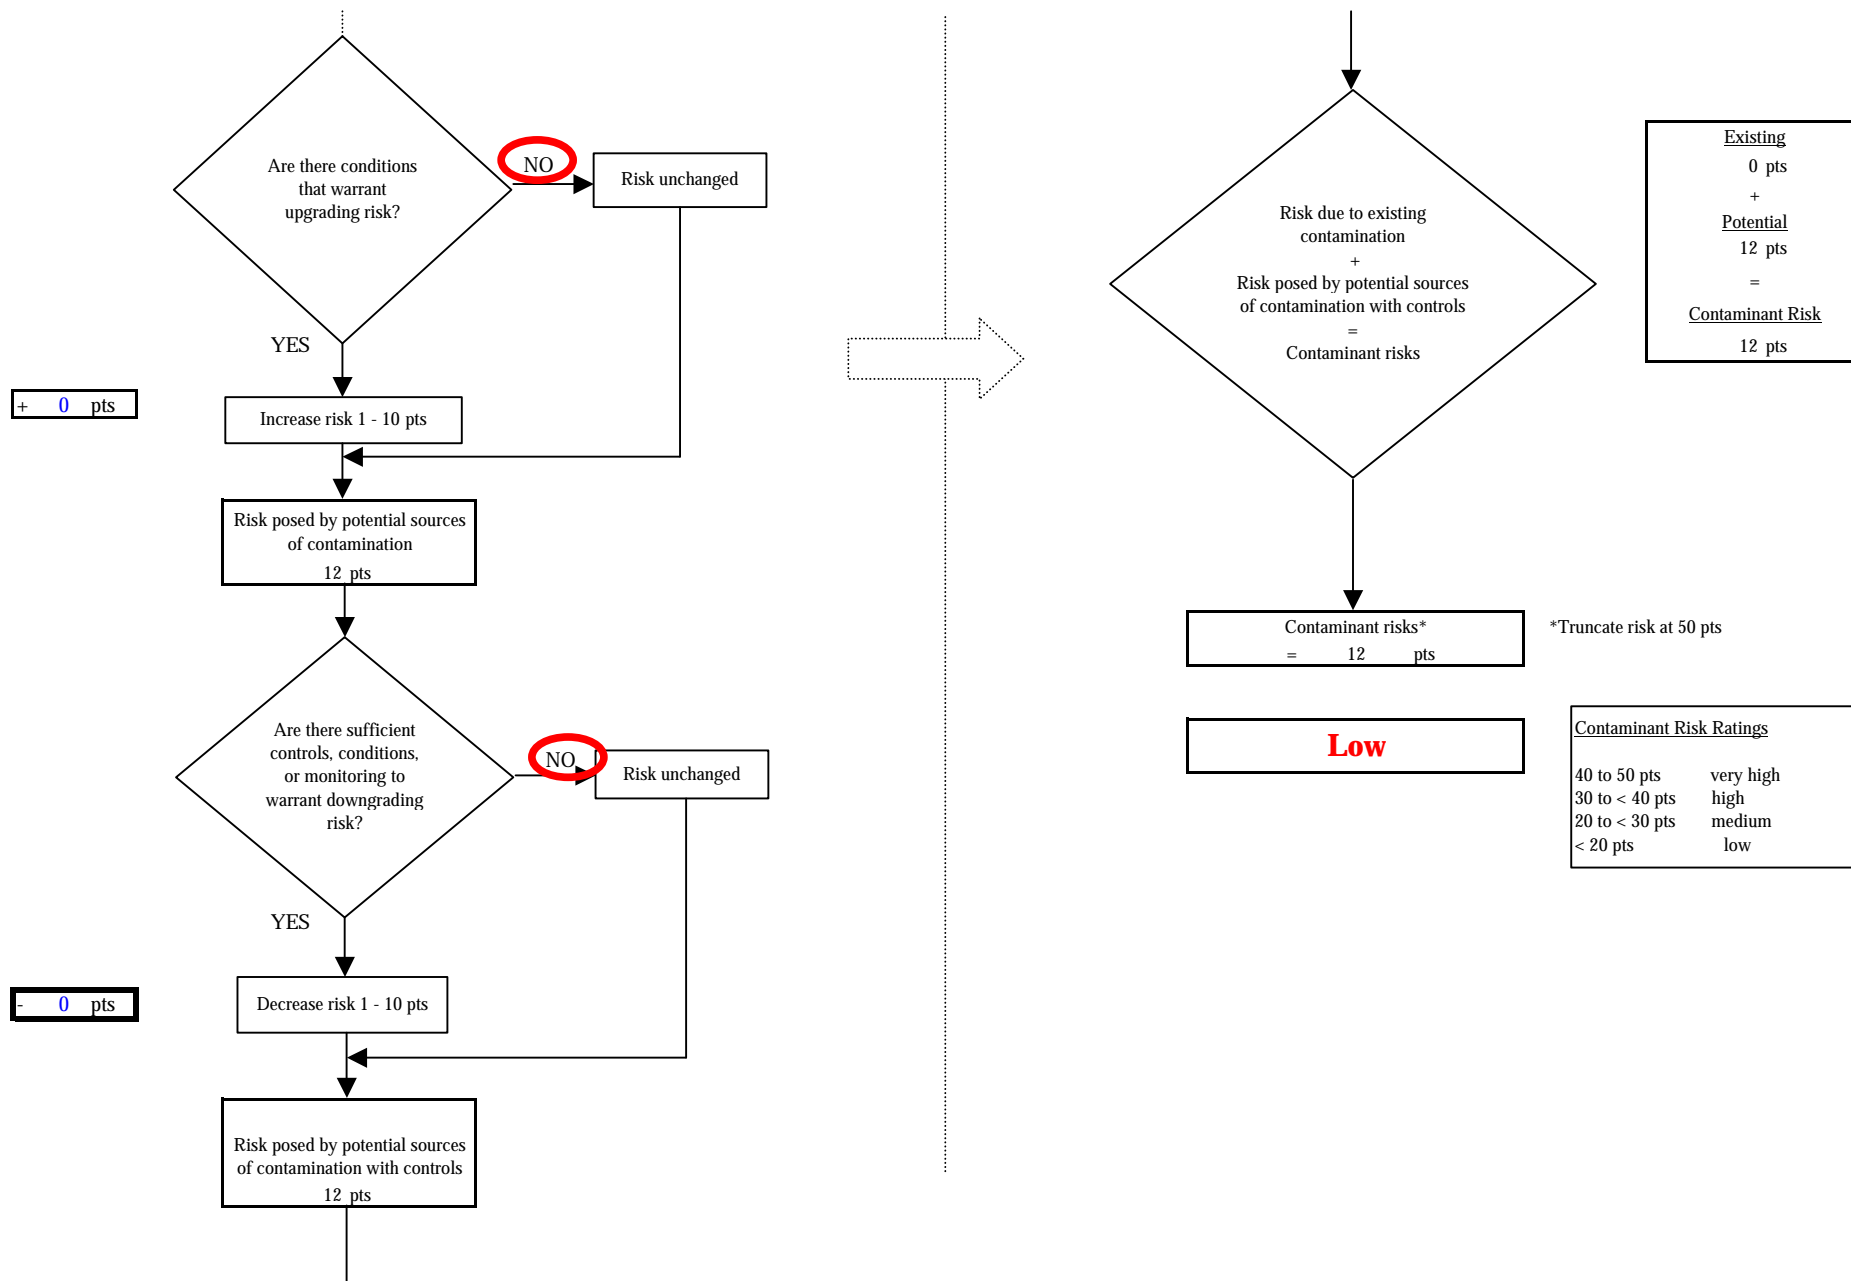 Are there conditions
that warrant
upgrading risk?
NO
Risk unchanged
YES
+ 0 pts
Increase risk 1 - 10 pts
Risk posed by potential sources
of contamination
12 pts
Are there sufficient
controls, conditions,
or monitoring to
warrant downgrading
risk?
NO
Risk unchanged
YES
- 0 pts
Decrease risk 1 - 10 pts
Risk posed by potential sources
of contamination with controls
12 pts
Risk due to existing
contamination
+
Risk posed by potential sources
of contamination with controls
=
Contaminant risks
Existing
0 pts
+
Potential
12 pts
=
Contaminant Risk
12 pts
Contaminant risks*
= 12 pts
*Truncate risk at 50 pts
Low
Contaminant Risk Ratings
40 to 50 pts very high
30 to < 40 pts high
20 to < 30 pts medium
< 20 pts low